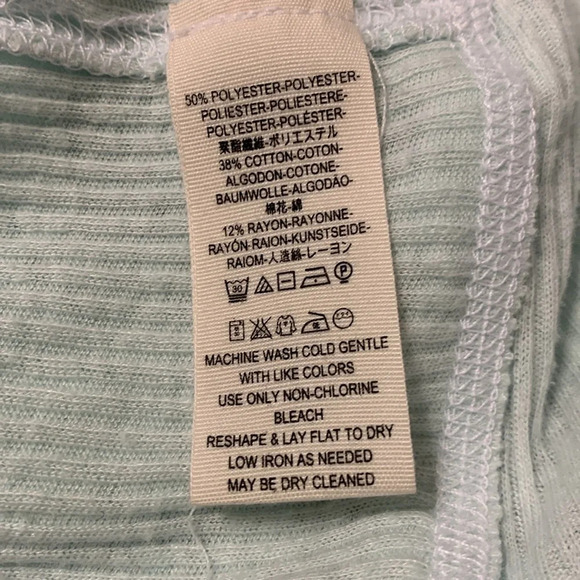 50% POLYESTER-POLYESTER-
POLIESTER-POLIESTERE-
POLYESTER-POLÉSTER-
聚脂纖維-ポリエステル
38% COTTON-COTON-
ALGODON-COTONE-
BAUMWOLLE-ALGODÃO-
棉花-綿
12% RAYON-RAYONNE-
RAYÓN-RAION-KUNSTSEIDE-
RAIOM-人造絲-レーヨン
30 P
MACHINE WASH COLD GENTLE
WITH LIKE COLORS
USE ONLY NON-CHLORINE
BLEACH
RESHAPE & LAY FLAT TO DRY
LOW IRON AS NEEDED
MAY BE DRY CLEANED